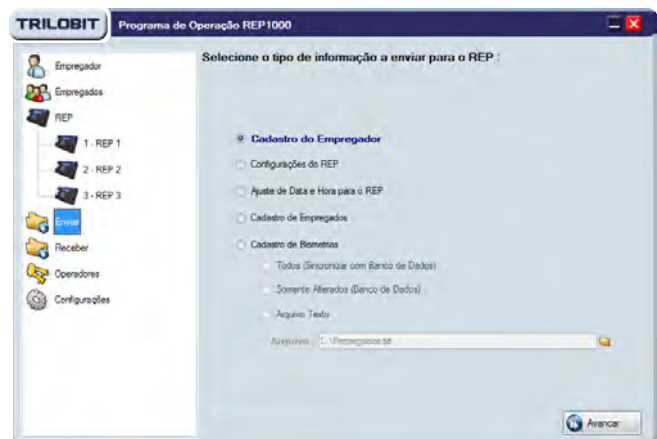 TRILOBIT
Programa de Operação REP1000
Empregador
Empregados
REP
1 - REP 1
2 - REP 2
3 - REP 3
Enviar
Receber
Operadores
Configurações
Selecione o tipo de informação a enviar para o REP :
Cadastro do Empregador
Configurações do REP
Ajuste de Data e Hora para o REP
Cadastro de Empregados
Cadastro de Biometrias
Todos (Sincronizar com Banco de Dados)
Somente Alterados (Banco de Dados)
Arquivo Texto
Avançar